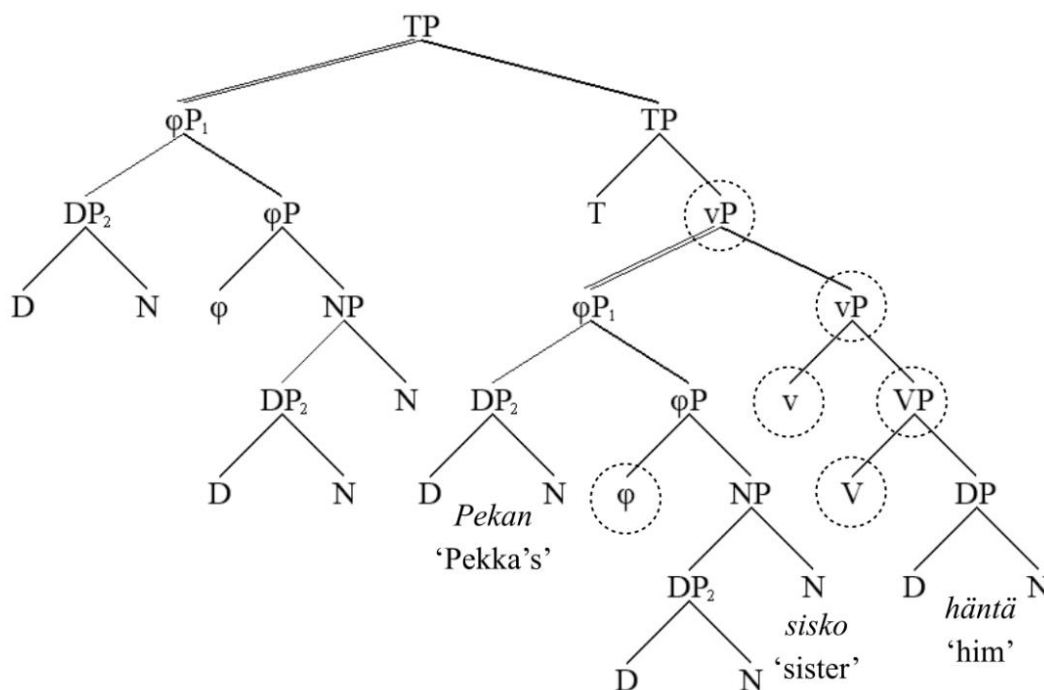 TP
φP₁ TP
DP₂ φP T vP
D N φ NP φP₁ vP
DP₂ N DP₂ φP v VP
D N D N φ NP V DP
Pekan
‘Pekka’s’
DP₂ N D N
sisko häntä
‘sister’ ‘him’
D N